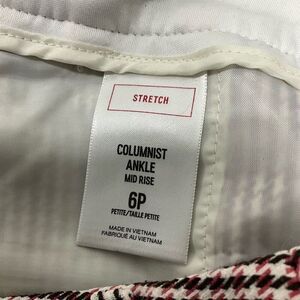 STRETCH
COLUMNIST
ANKLE
MID RISE
6P
PETITE/TAILLE PETITE
MADE IN VIETNAM
FABRIQUÉ AU VIETNAM